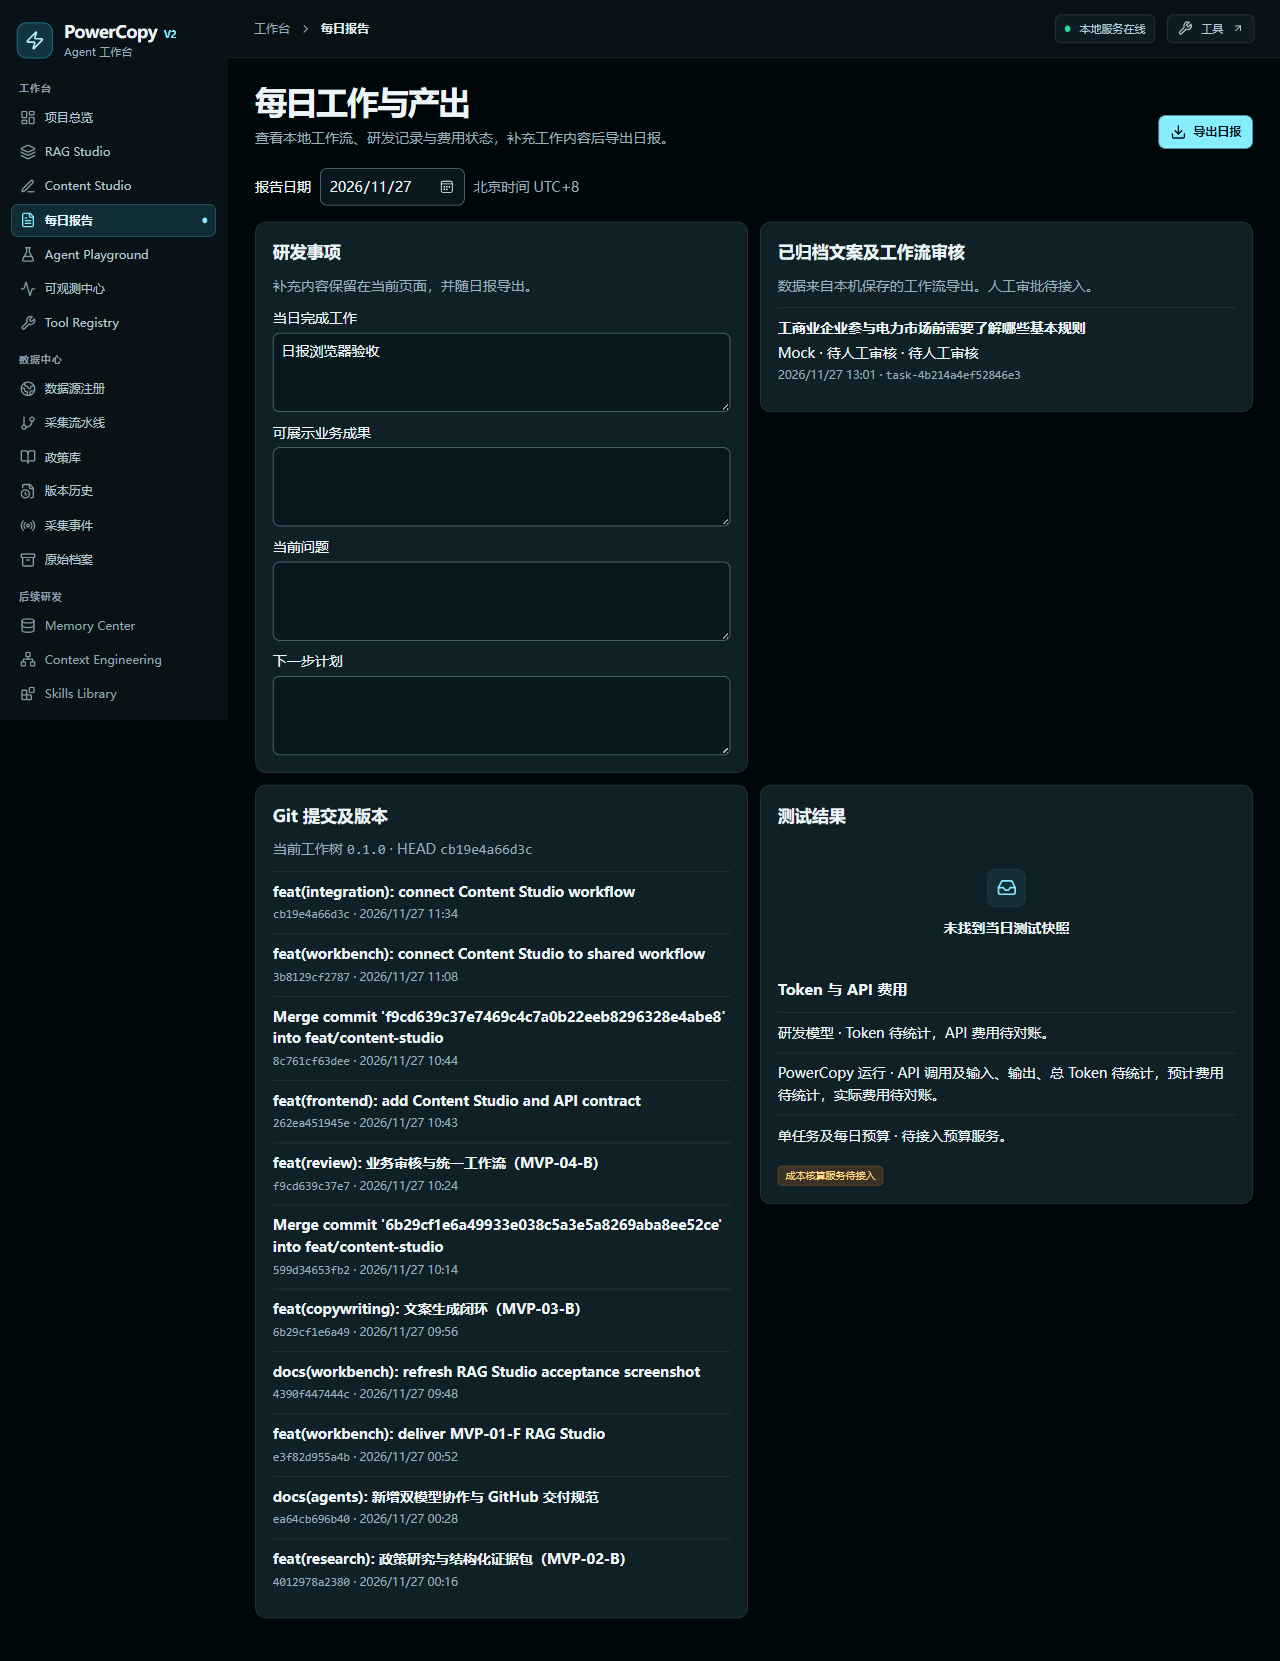 PowerCopy V2
Agent 工作台
工作台
项目总览
RAG Studio
Content Studio
每日报告
Agent Playground
可观测中心
Tool Registry
数据中心
数据源注册
采集流水线
政策库
版本历史
采集事件
原始档案
后续研发
Memory Center
Context Engineering
Skills Library
工作台 > 每日报告
本地服务在线
工具
每日工作与产出
查看本地工作流、研发记录与费用状态，补充工作内容后导出日报。
导出日报
报告日期 2026/11/27 北京时间 UTC+8
研发事项
补充内容保留在当前页面，并随日报导出。
当日完成工作
日报浏览器验收
可展示业务成果
当前问题
下一步计划
已归档文案及工作流审核
数据来自本机保存的工作流导出。人工审批待接入。
工商业企业参与电力市场前需要了解哪些基本规则
Mock · 待人工审核 · 待人工审核
2026/11/27 13:01 · task-4b214a4ef52846e3
Git 提交及版本
当前工作树 0.1.0 · HEAD cb19e4a66d3c
feat(integration): connect Content Studio workflow
cb19e4a66d3c · 2026/11/27 11:34
feat(workbench): connect Content Studio to shared workflow
3b8129cf2787 · 2026/11/27 11:08
Merge commit 'f9cd639c37e7469c4c7a0b22eeb8296328e4abe8'
into feat/content-studio
8c761cf63dee · 2026/11/27 10:44
feat(frontend): add Content Studio and API contract
262ea451945e · 2026/11/27 10:43
feat(review): 业务审核与统一工作流（MVP-04-B）
f9cd639c37e7 · 2026/11/27 10:24
Merge commit '6b29cf1e6a49933e038c5a3e5a8269aba8ee52ce'
into feat/content-studio
599d34653fb2 · 2026/11/27 10:14
feat(copywriting): 文案生成闭环（MVP-03-B）
6b29cf1e6a49 · 2026/11/27 09:56
docs(workbench): refresh RAG Studio acceptance screenshot
4390f447444c · 2026/11/27 09:48
feat(workbench): deliver MVP-01-F RAG Studio
e3f82d955a4b · 2026/11/27 00:52
docs(agents): 新增双模型协作与 GitHub 交付规范
ea64cb696b40 · 2026/11/27 00:28
feat(research): 政策研究与结构化证据包（MVP-02-B）
4012978a2380 · 2026/11/27 00:16
测试结果
未找到当日测试快照
Token 与 API 费用
研发模型 · Token 待统计，API 费用待对账。
PowerCopy 运行 · API 调用及输入、输出、总 Token 待统计，预计费用
待统计，实际费用待对账。
单任务及每日预算 · 待接入预算服务。
成本核算服务待接入